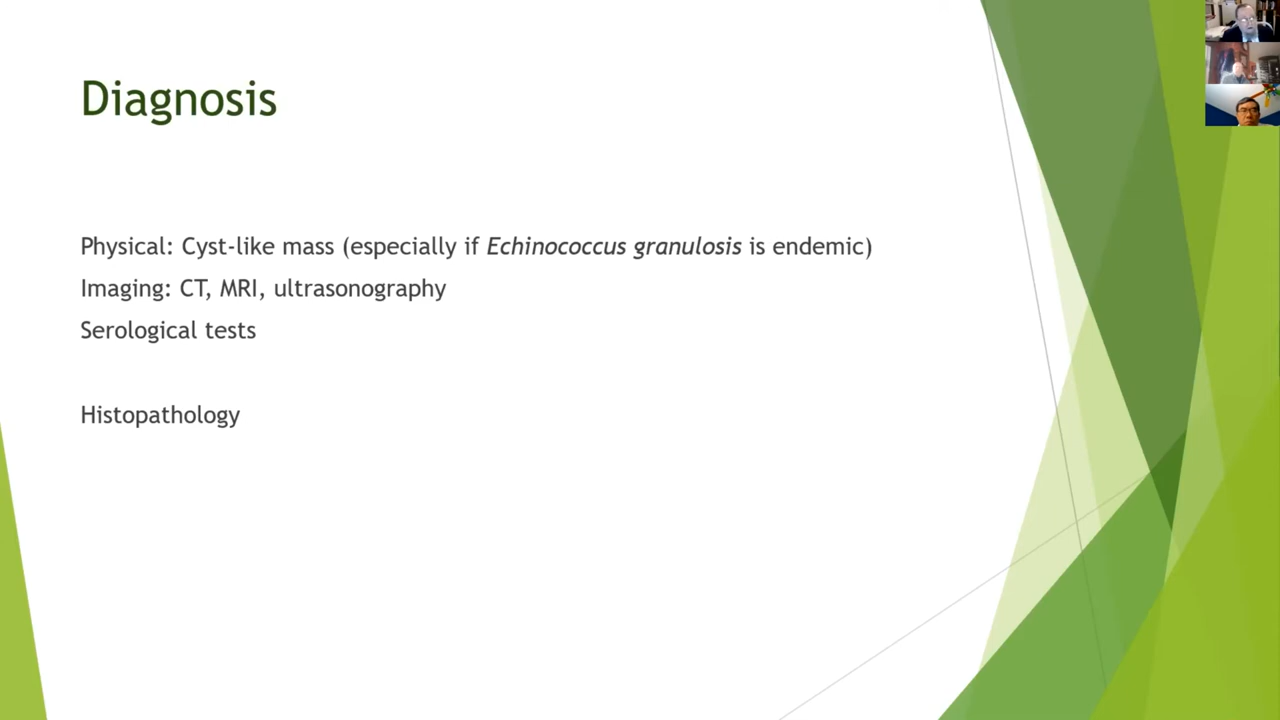 Diagnosis
Physical: Cyst-like mass (especially if Echinococcus granulosis is endemic)
Imaging: CT, MRI, ultrasonography
Serological tests
Histopathology